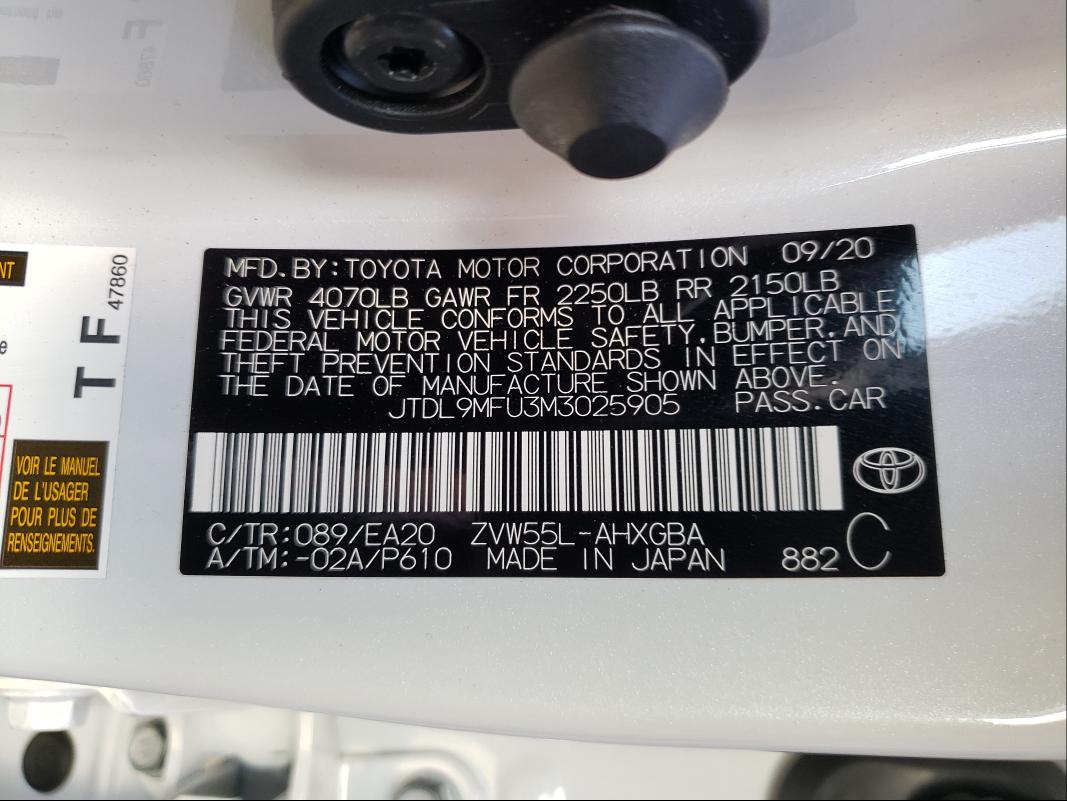 MFD.BY:TOYOTA MOTOR CORPORATION 09/20
GVWR 4070LB GAWR FR 2250LB RR 2150LB
THIS VEHICLE CONFORMS TO ALL APPLICABLE
FEDERAL MOTOR VEHICLE SAFETY.BUMPER.AND
THEFT PREVENTION STANDARDS IN EFFECT ON
THE DATE OF MANUFACTURE SHOWN ABOVE.
JTDL9MFU3M3025905 PASS.CAR
C/TR:089/EA20 ZVW55L-AHXGBA
A/TM:-02A/P610 MADE IN JAPAN 882 C
NT
e
T F 47860
VOIR LE MANUEL
DE L'USAGER
POUR PLUS DE
RENSEIGNEMENTS.